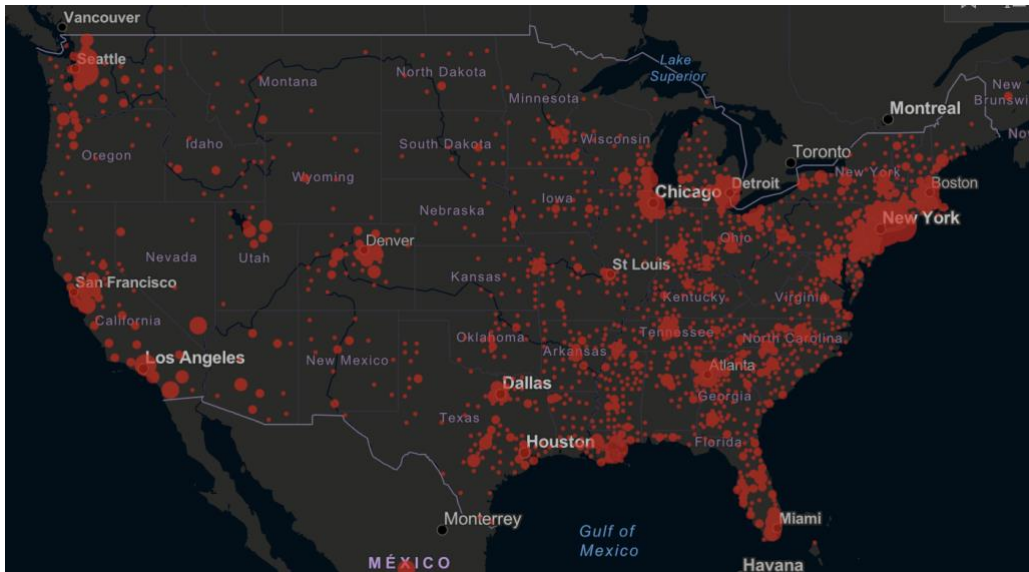 Vancouver
Seattle
Montana
North Dakota
Lake
Superior
Minnesota
Montreal
New
Brunswi
No
Oregon
Idaho
South Dakota
Wisconsin
Toronto
Wyoming
Iowa
Chicago
Detroit
New York
Boston
Nebraska
New York
Nevada
Utah
Denver
Ohio
San Francisco
Kansas
St Louis
Kentucky
Virginia
California
Los Angeles
New Mexico
Oklahoma
Arkansas
Tennessee
North Carolina
Dallas
Atlanta
Georgia
Texas
Houston
Florida
Monterrey
Gulf of
Mexico
Miami
MÉXICO
Havana